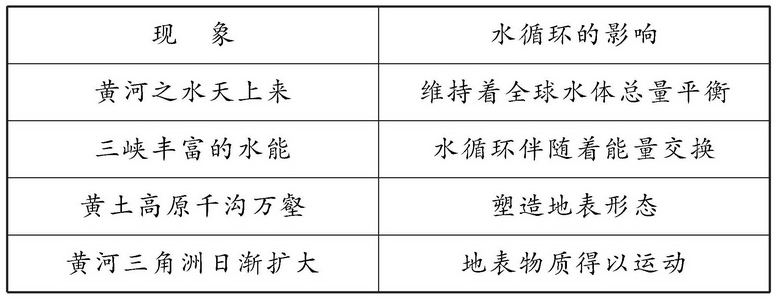 现 象 水循环的影响
黄河之水天上来 维持着全球水体总量平衡
三峡丰富的水能 水循环伴随着能量交换
黄土高原千沟万壑 塑造地表形态
黄河三角洲日渐扩大 地表物质得以运动